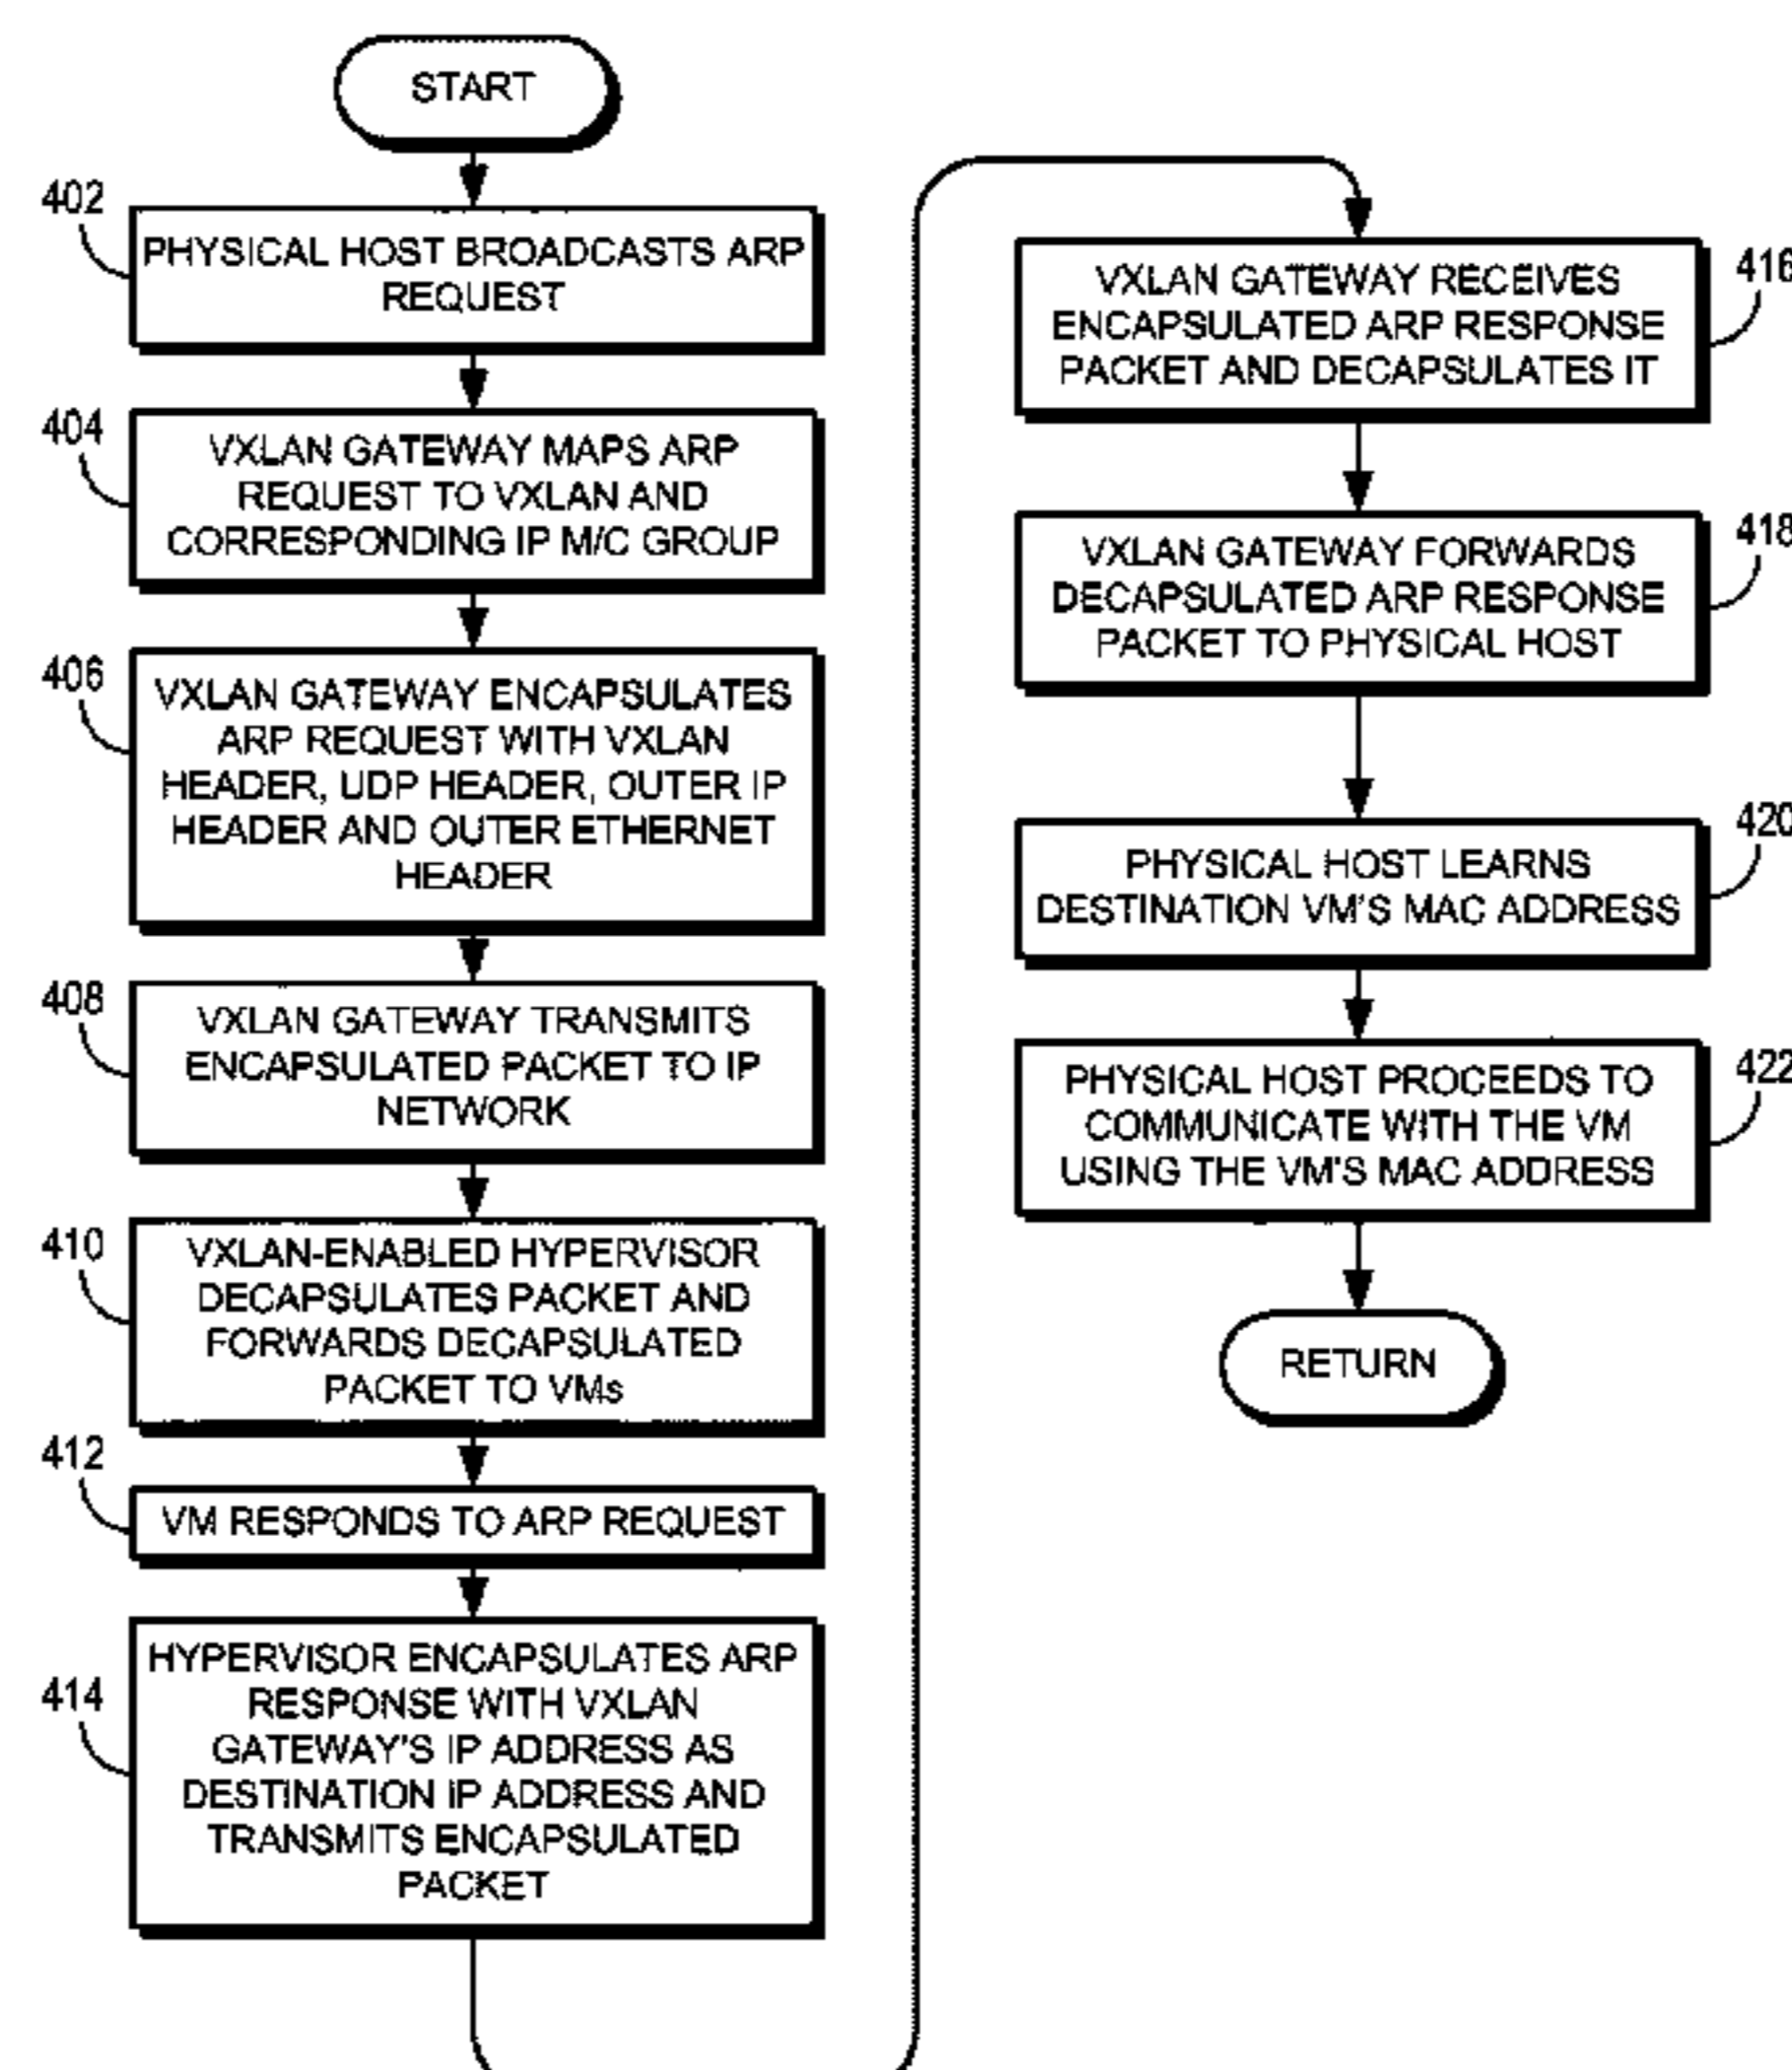 START
402
PHYSICAL HOST BROADCASTS ARP
REQUEST
404
VXLAN GATEWAY MAPS ARP
REQUEST TO VXLAN AND
CORRESPONDING IP M/C GROUP
406
VXLAN GATEWAY ENCAPSULATES
ARP REQUEST WITH VXLAN
HEADER, UDP HEADER, OUTER IP
HEADER AND OUTER ETHERNET
HEADER
408
VXLAN GATEWAY TRANSMITS
ENCAPSULATED PACKET TO IP
NETWORK
410
VXLAN-ENABLED HYPERVISOR
DECAPSULATES PACKET AND
FORWARDS DECAPSULATED
PACKET TO VMs
412
VM RESPONDS TO ARP REQUEST
414
HYPERVISOR ENCAPSULATES ARP
RESPONSE WITH VXLAN
GATEWAY'S IP ADDRESS AS
DESTINATION IP ADDRESS AND
TRANSMITS ENCAPSULATED
PACKET
416
VXLAN GATEWAY RECEIVES
ENCAPSULATED ARP RESPONSE
PACKET AND DECAPSULATES IT
418
VXLAN GATEWAY FORWARDS
DECAPSULATED ARP RESPONSE
PACKET TO PHYSICAL HOST
420
PHYSICAL HOST LEARNS
DESTINATION VM'S MAC ADDRESS
422
PHYSICAL HOST PROCEEDS TO
COMMUNICATE WITH THE VM
USING THE VM'S MAC ADDRESS
RETURN